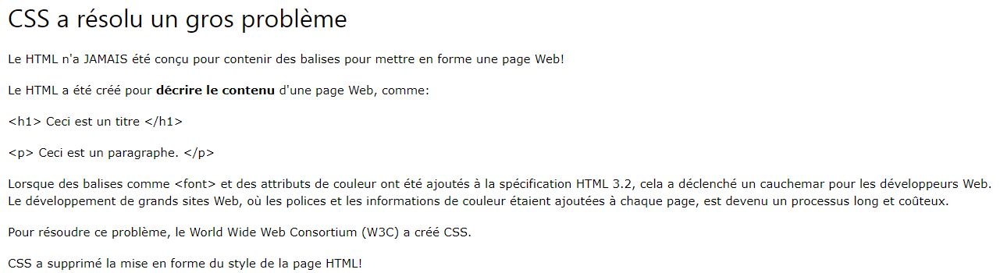 CSS a résolu un gros problème
Le HTML n'a JAMAIS été conçu pour contenir des balises pour mettre en forme une page Web!
Le HTML a été créé pour décrire le contenu d'une page Web, comme:
<h1> Ceci est un titre </h1>
<p> Ceci est un paragraphe. </p>
Lorsque des balises comme <font> et des attributs de couleur ont été ajoutés à la spécification HTML 3.2, cela a déclenché un cauchemar pour les développeurs Web.
Le développement de grands sites Web, où les polices et les informations de couleur étaient ajoutées à chaque page, est devenu un processus long et coûteux.
Pour résoudre ce problème, le World Wide Web Consortium (W3C) a créé CSS.
CSS a supprimé la mise en forme du style de la page HTML!